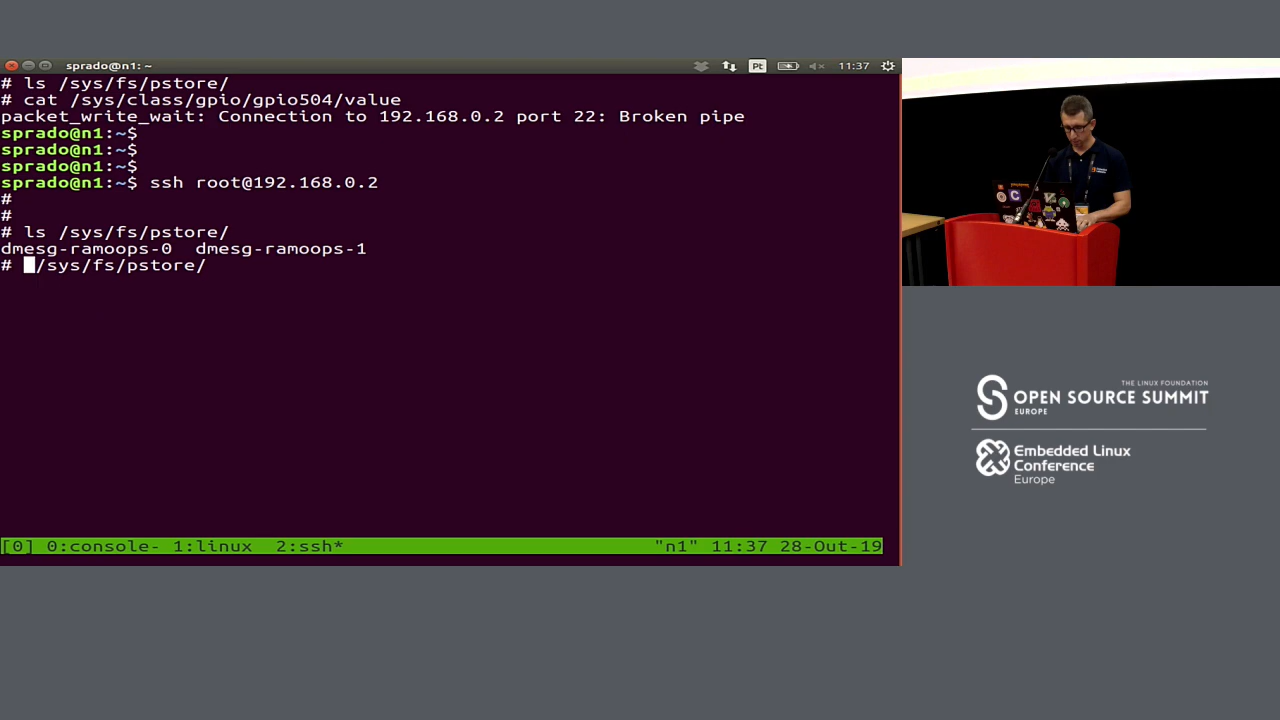 sprado@n1: ~
Pt
11:37
# ls /sys/fs/pstore/
# cat /sys/class/gpio/gpio504/value
packet_write_wait: Connection to 192.168.0.2 port 22: Broken pipe
sprado@n1:~$
sprado@n1:~$
sprado@n1:~$
sprado@n1:~$ ssh root@192.168.0.2
#
#
# ls /sys/fs/pstore/
dmesg-ramoops-0  dmesg-ramoops-1
# /sys/fs/pstore/
[0] 0:console- 1:linux  2:ssh* "n1" 11:37 28-Out-19
THE LINUX FOUNDATION
OPEN SOURCE SUMMIT
EUROPE
Embedded Linux
Conference
Europe